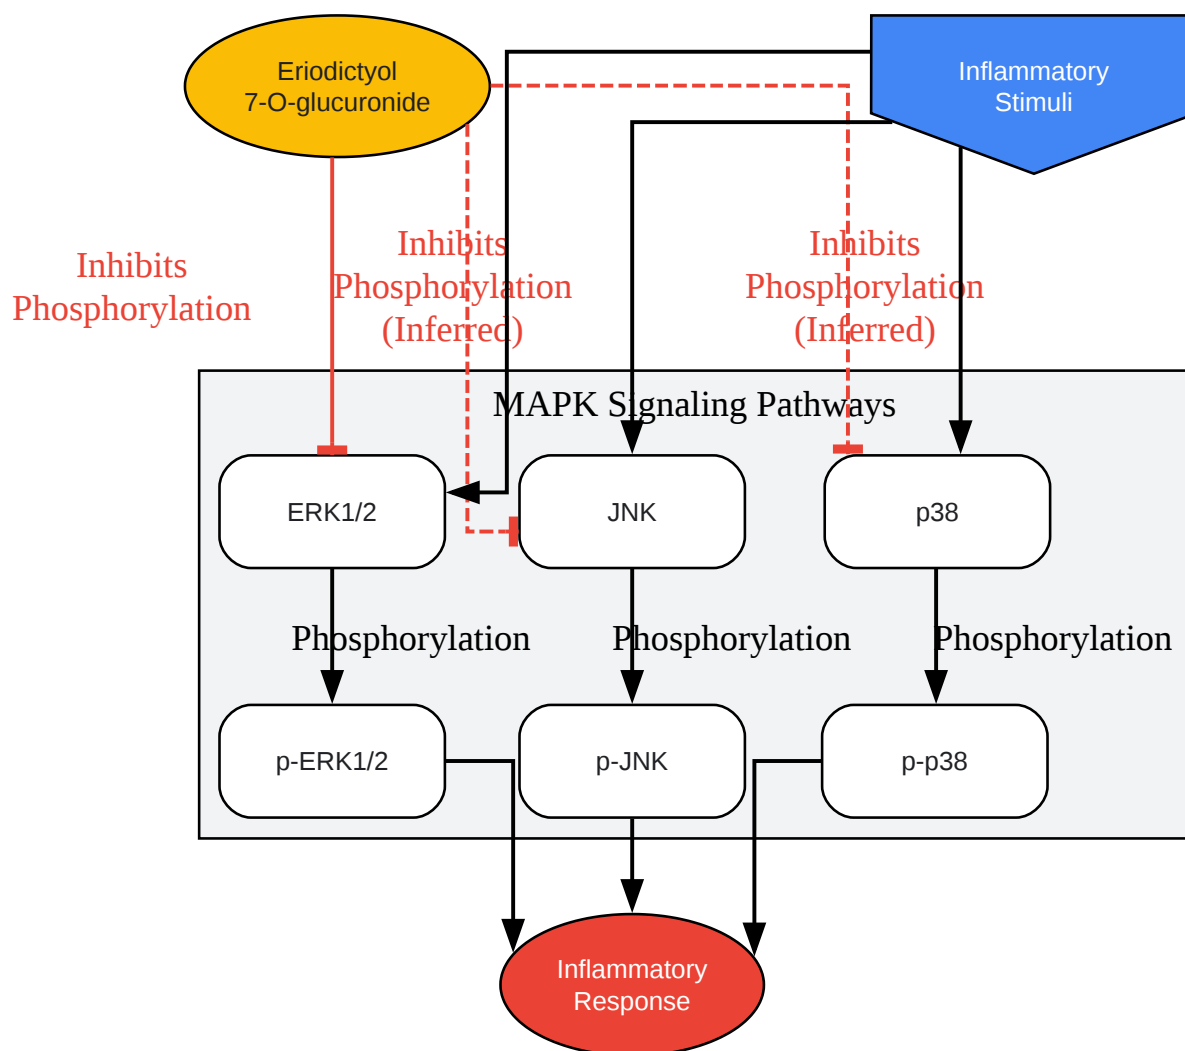 Eriodictyol
7-O-glucuronide
Inflammatory
Stimuli
Inhibits
Phosphorylation
Inhibits
Phosphorylation
(Inferred)
Inhibits
Phosphorylation
(Inferred)
MAPK Signaling Pathways
ERK1/2
JNK
p38
Phosphorylation
Phosphorylation
Phosphorylation
p-ERK1/2
p-JNK
p-p38
Inflammatory
Response